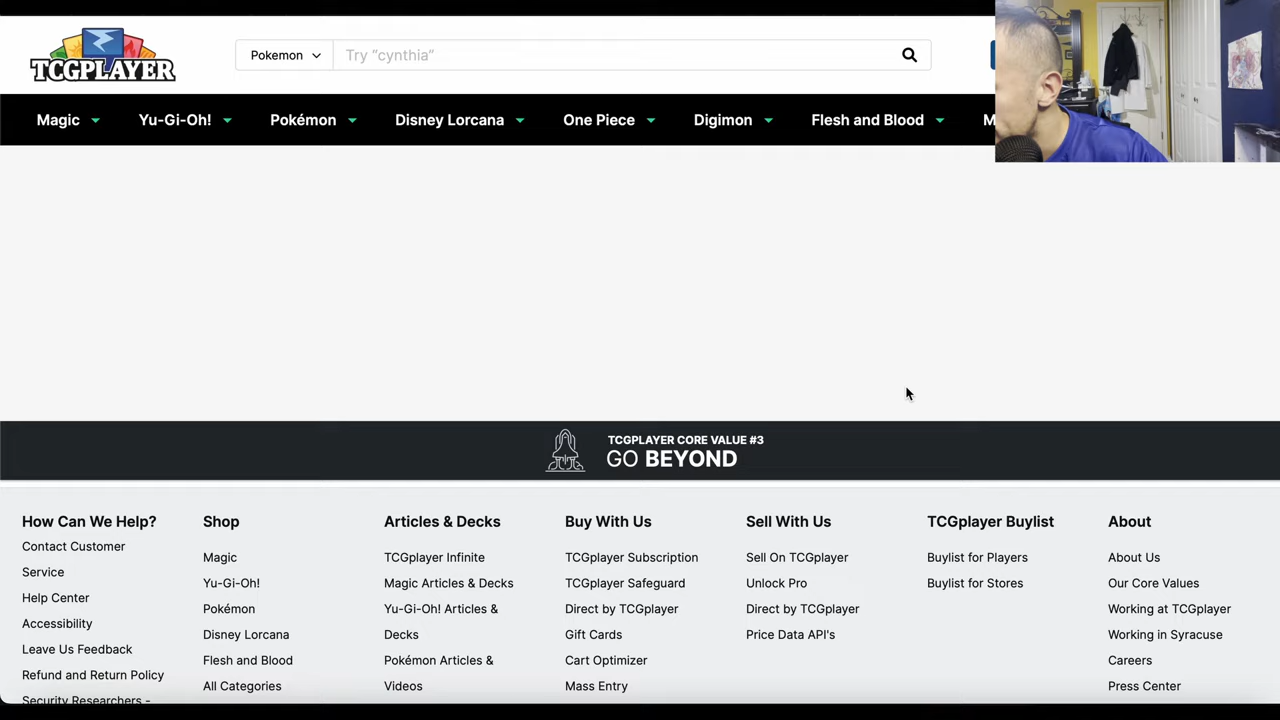 TCGPLAYER
Pokemon
Try “cynthia”
Magic
Yu-Gi-Oh!
Pokémon
Disney Lorcana
One Piece
Digimon
Flesh and Blood
M
TCGPLAYER CORE VALUE #3
GO BEYOND
How Can We Help?
Contact Customer
Service
Help Center
Accessibility
Leave Us Feedback
Refund and Return Policy
Security Researchers -
Shop
Magic
Yu-Gi-Oh!
Pokémon
Disney Lorcana
Flesh and Blood
All Categories
Articles & Decks
TCGplayer Infinite
Magic Articles & Decks
Yu-Gi-Oh! Articles &
Decks
Pokémon Articles &
Videos
Buy With Us
TCGplayer Subscription
TCGplayer Safeguard
Direct by TCGplayer
Gift Cards
Cart Optimizer
Mass Entry
Sell With Us
Sell On TCGplayer
Unlock Pro
Direct by TCGplayer
Price Data API's
TCGplayer Buylist
Buylist for Players
Buylist for Stores
About
About Us
Our Core Values
Working at TCGplayer
Working in Syracuse
Careers
Press Center